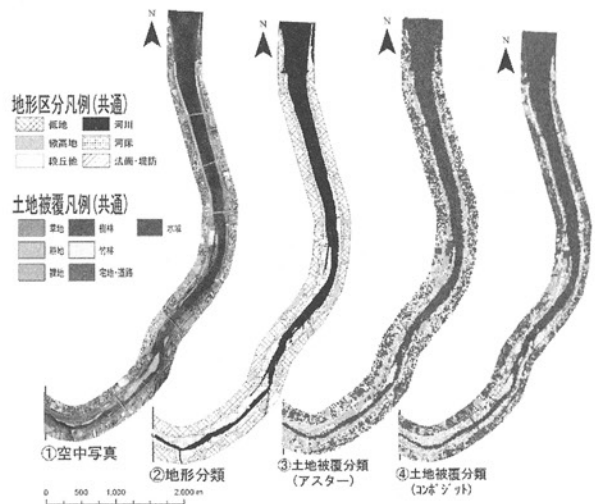 N
N
N
N
地形区分凡例(共通)
低地
河川
微高地
河床
段丘他
法面・堤防
土地被覆凡例(共通)
草地
樹林
水域
耕地
竹林
裸地
宅地・道路
①空中写真
②地形分類
③土地被覆分類
(アスター)
④土地被覆分類
(コンポジット)
0 500 1,000 2,000 m